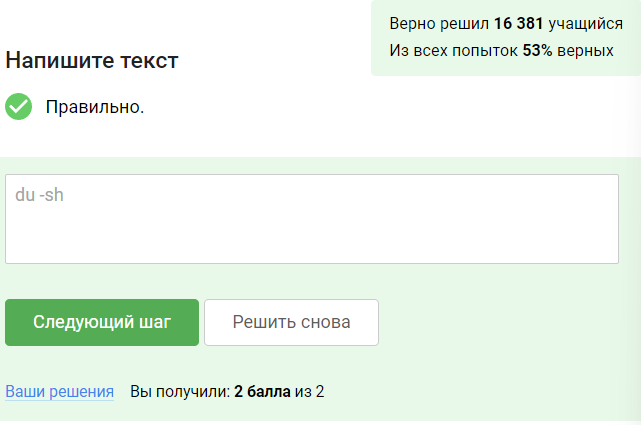 Верно решил 16 381 учащийся
Из всех попыток 53% верных
Напишите текст
Правильно.
du -sh
Следующий шаг Решить снова
Ваши решения Вы получили: 2 балла из 2